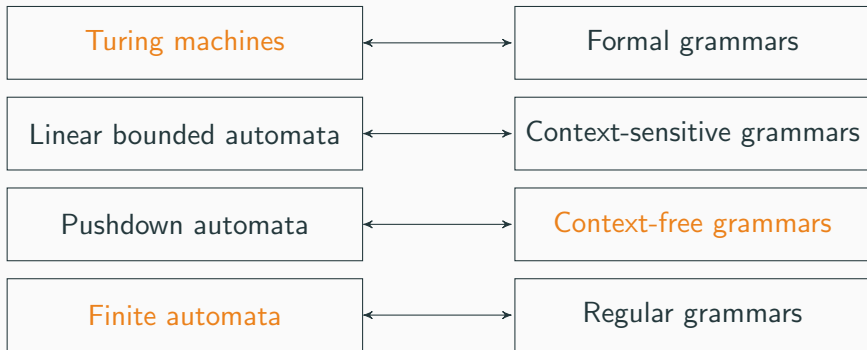 Turing machines
Formal grammars
Linear bounded automata
Context-sensitive grammars
Pushdown automata
Context-free grammars
Finite automata
Regular grammars